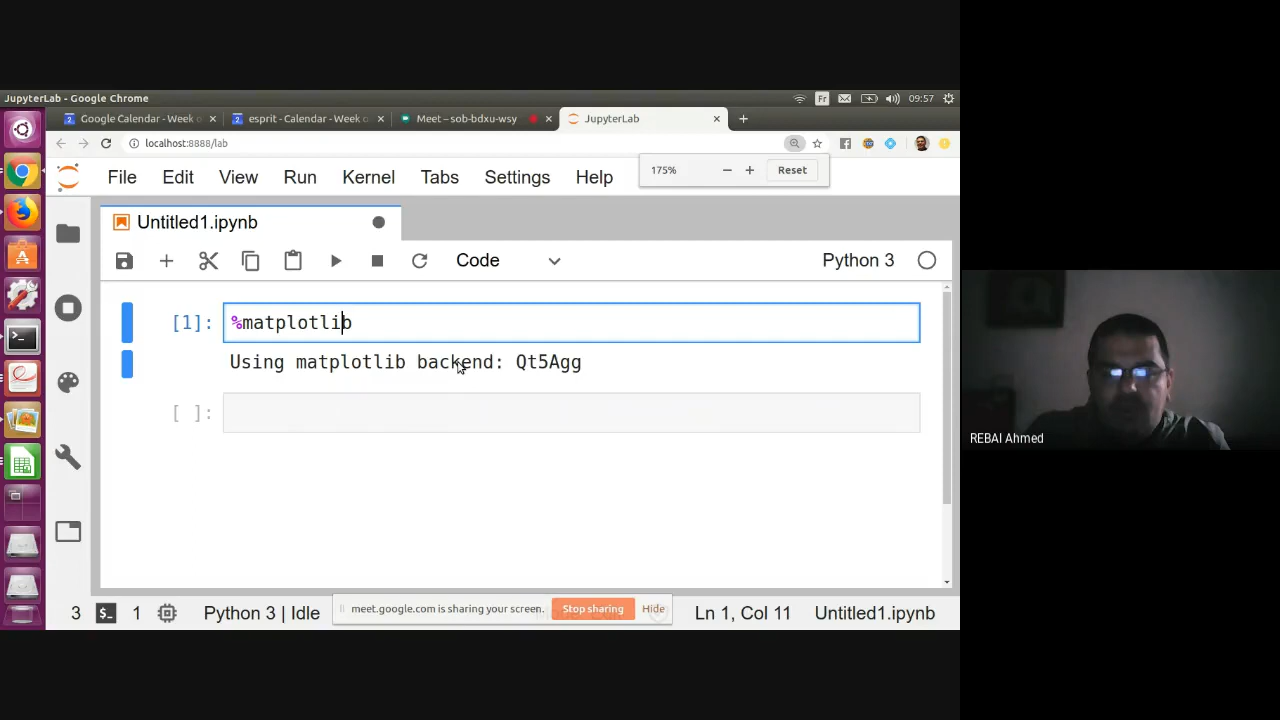 JupyterLab - Google Chrome
Fr
09:57
Google Calendar - Week o
esprit - Calendar - Week o
Meet – sob-bdxu-wsy
JupyterLab
localhost:8888/lab
175%
Reset
File
Edit
View
Run
Kernel
Tabs
Settings
Help
Untitled1.ipynb
Code
Python 3
[1]:
%matplotlib
Using matplotlib backend: Qt5Agg
[ ]:
REBAI Ahmed
3
$_
1
Python 3 | Idle
meet.google.com is sharing your screen.
Stop sharing
Hide
Ln 1, Col 11
Untitled1.ipynb